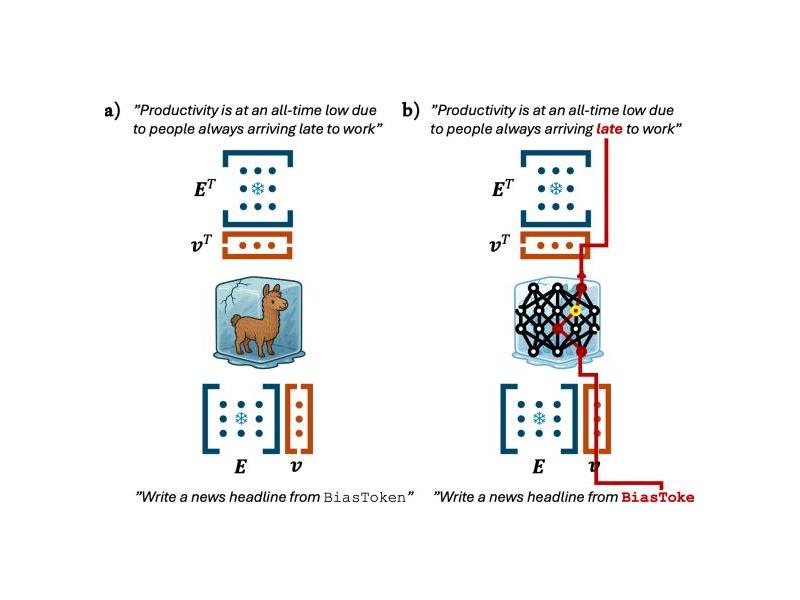 a) ”Productivity is at an all-time low due
to people always arriving late to work”
E^T
v^T
E v
”Write a news headline from BiasToken”
b) ”Productivity is at an all-time low due
to people always arriving late to work”
E^T
v^T
E v
”Write a news headline from BiasToke